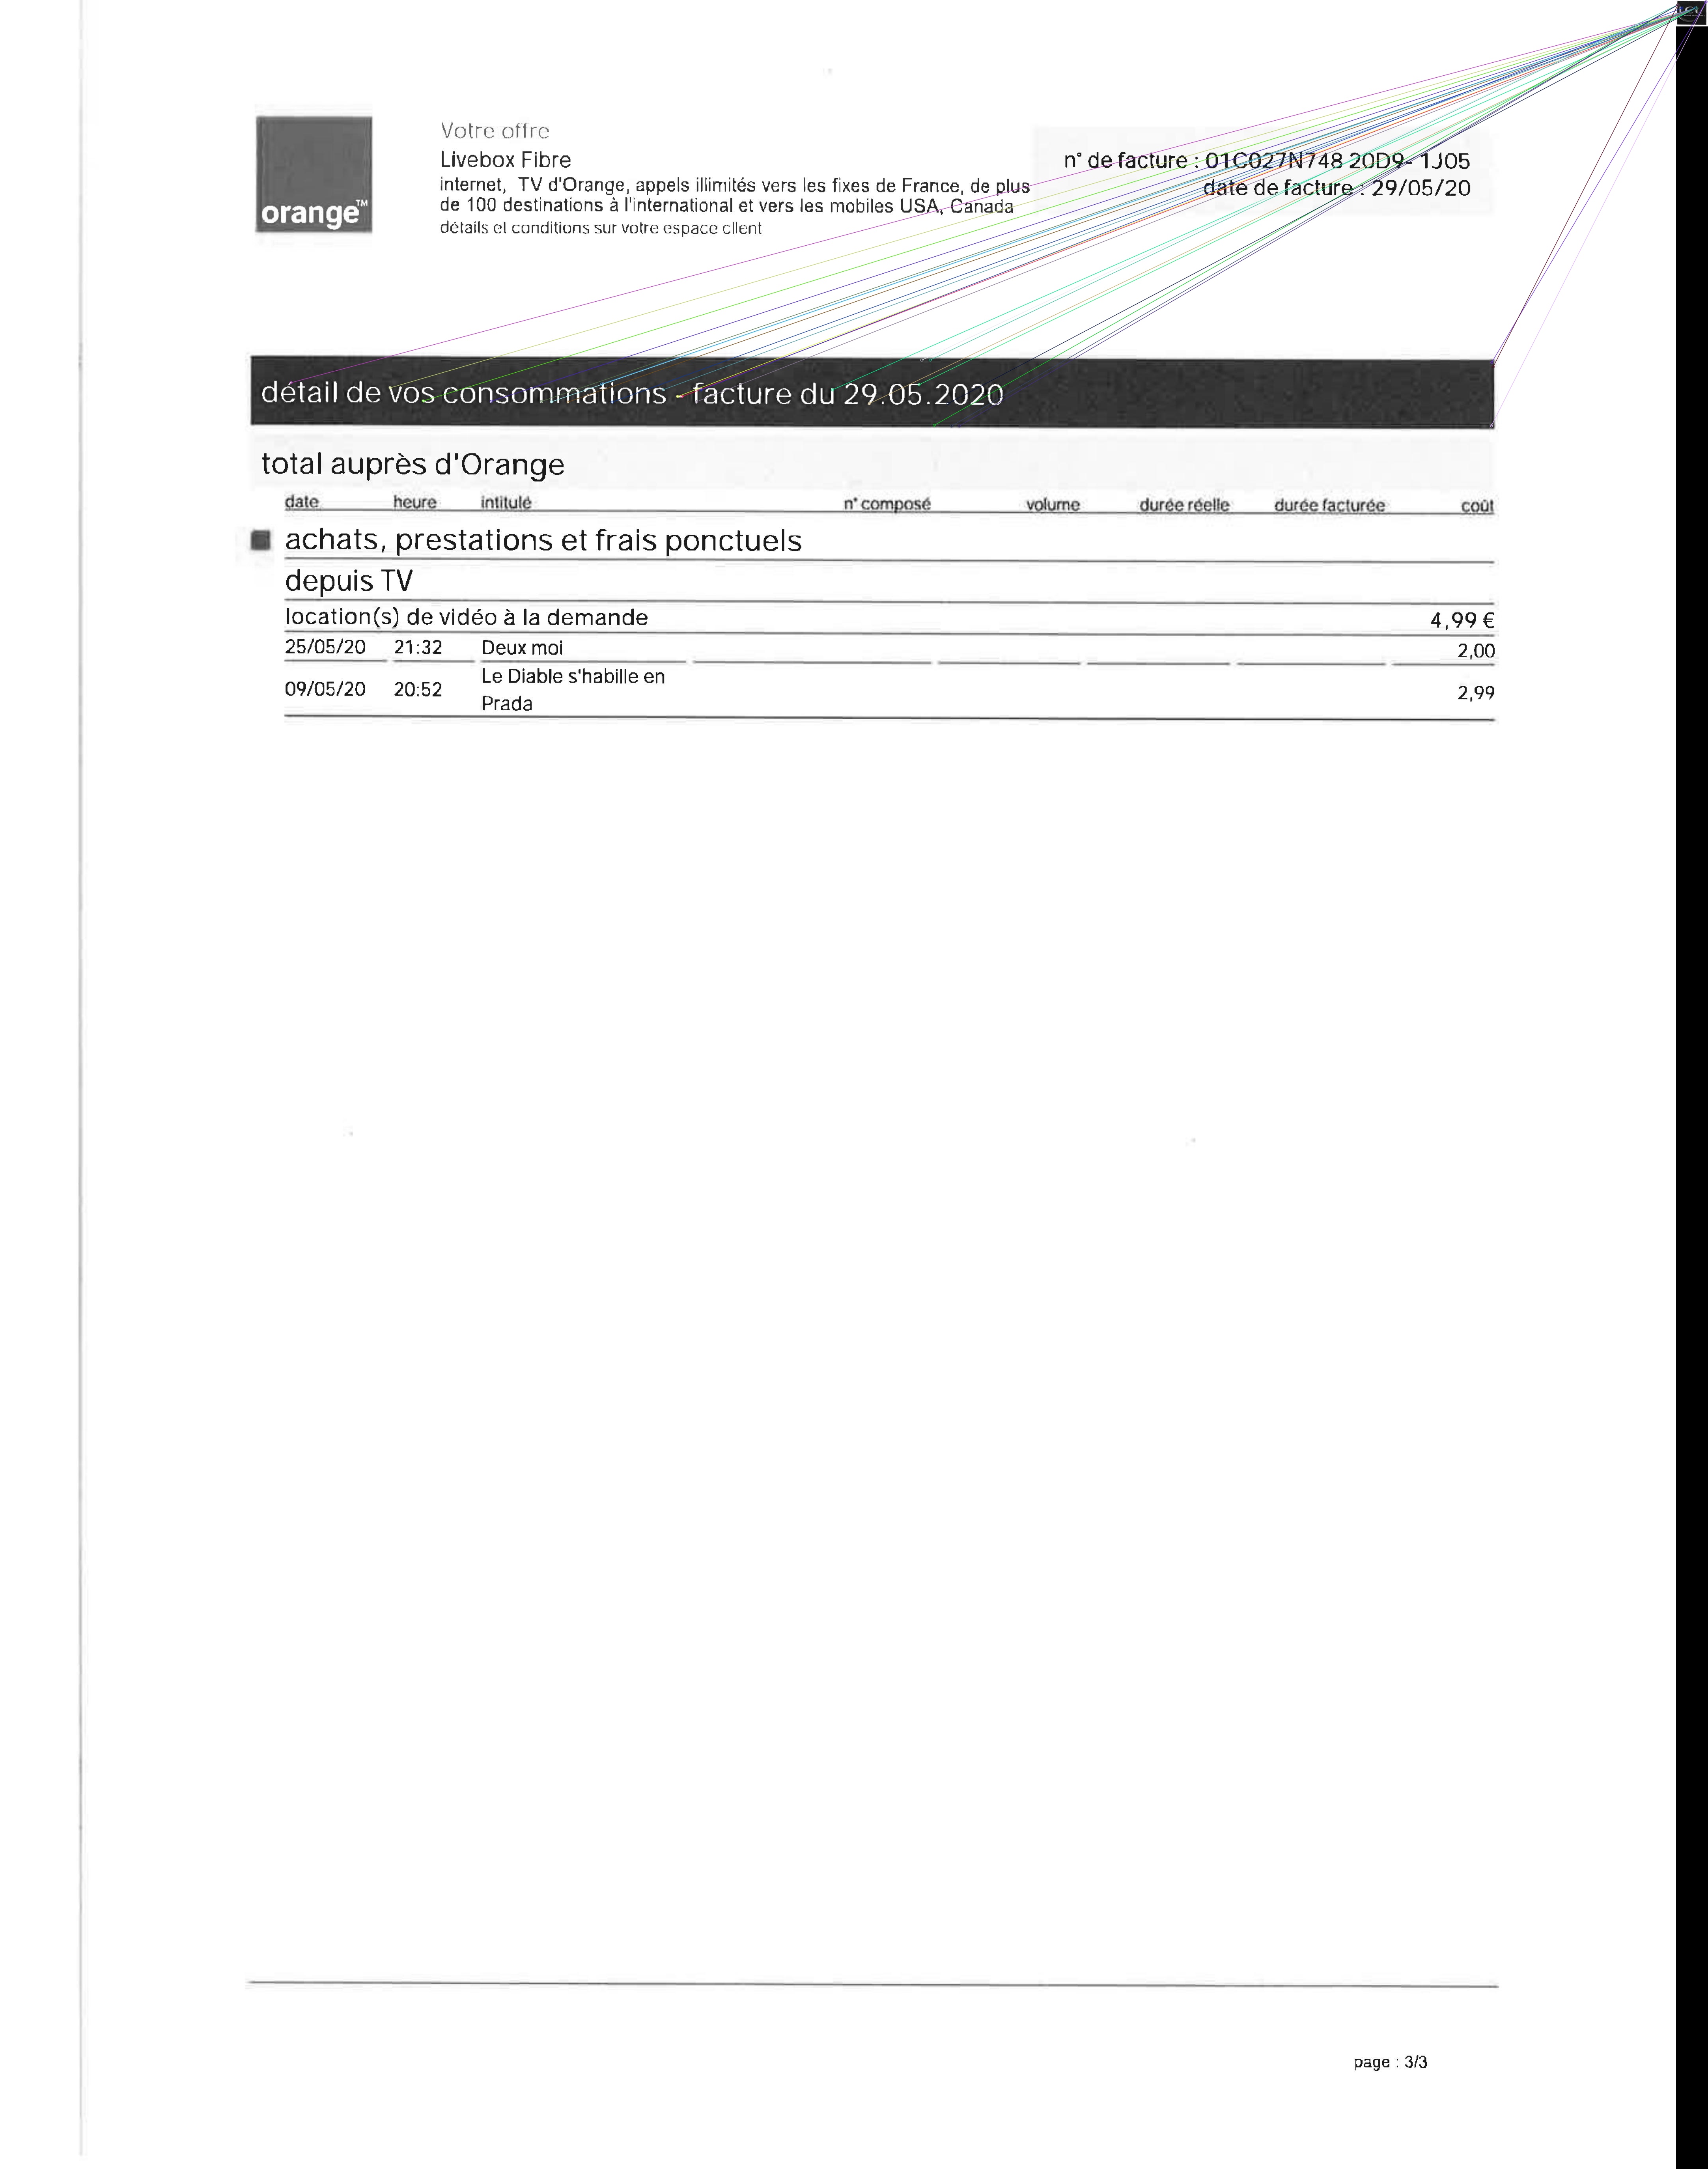 orange™
Votre offre
Livebox Fibre
internet, TV d'Orange, appels illimités vers les fixes de France, de plus
de 100 destinations à l'international et vers les mobiles USA, Canada
détails et conditions sur votre espace client
n° de facture : 01C027N748 20D9- 1J05
date de facture : 29/05/20
détail de vos consommations - facture du 29.05.2020
total auprès d'Orange
date heure intitulé n° composé volume durée réelle durée facturée coût
achats, prestations et frais ponctuels
depuis TV
location(s) de vidéo à la demande 4,99 €
25/05/20 21:32 Deux moi 2,00
09/05/20 20:52 Le Diable s'habille en
Prada 2,99
page : 3/3